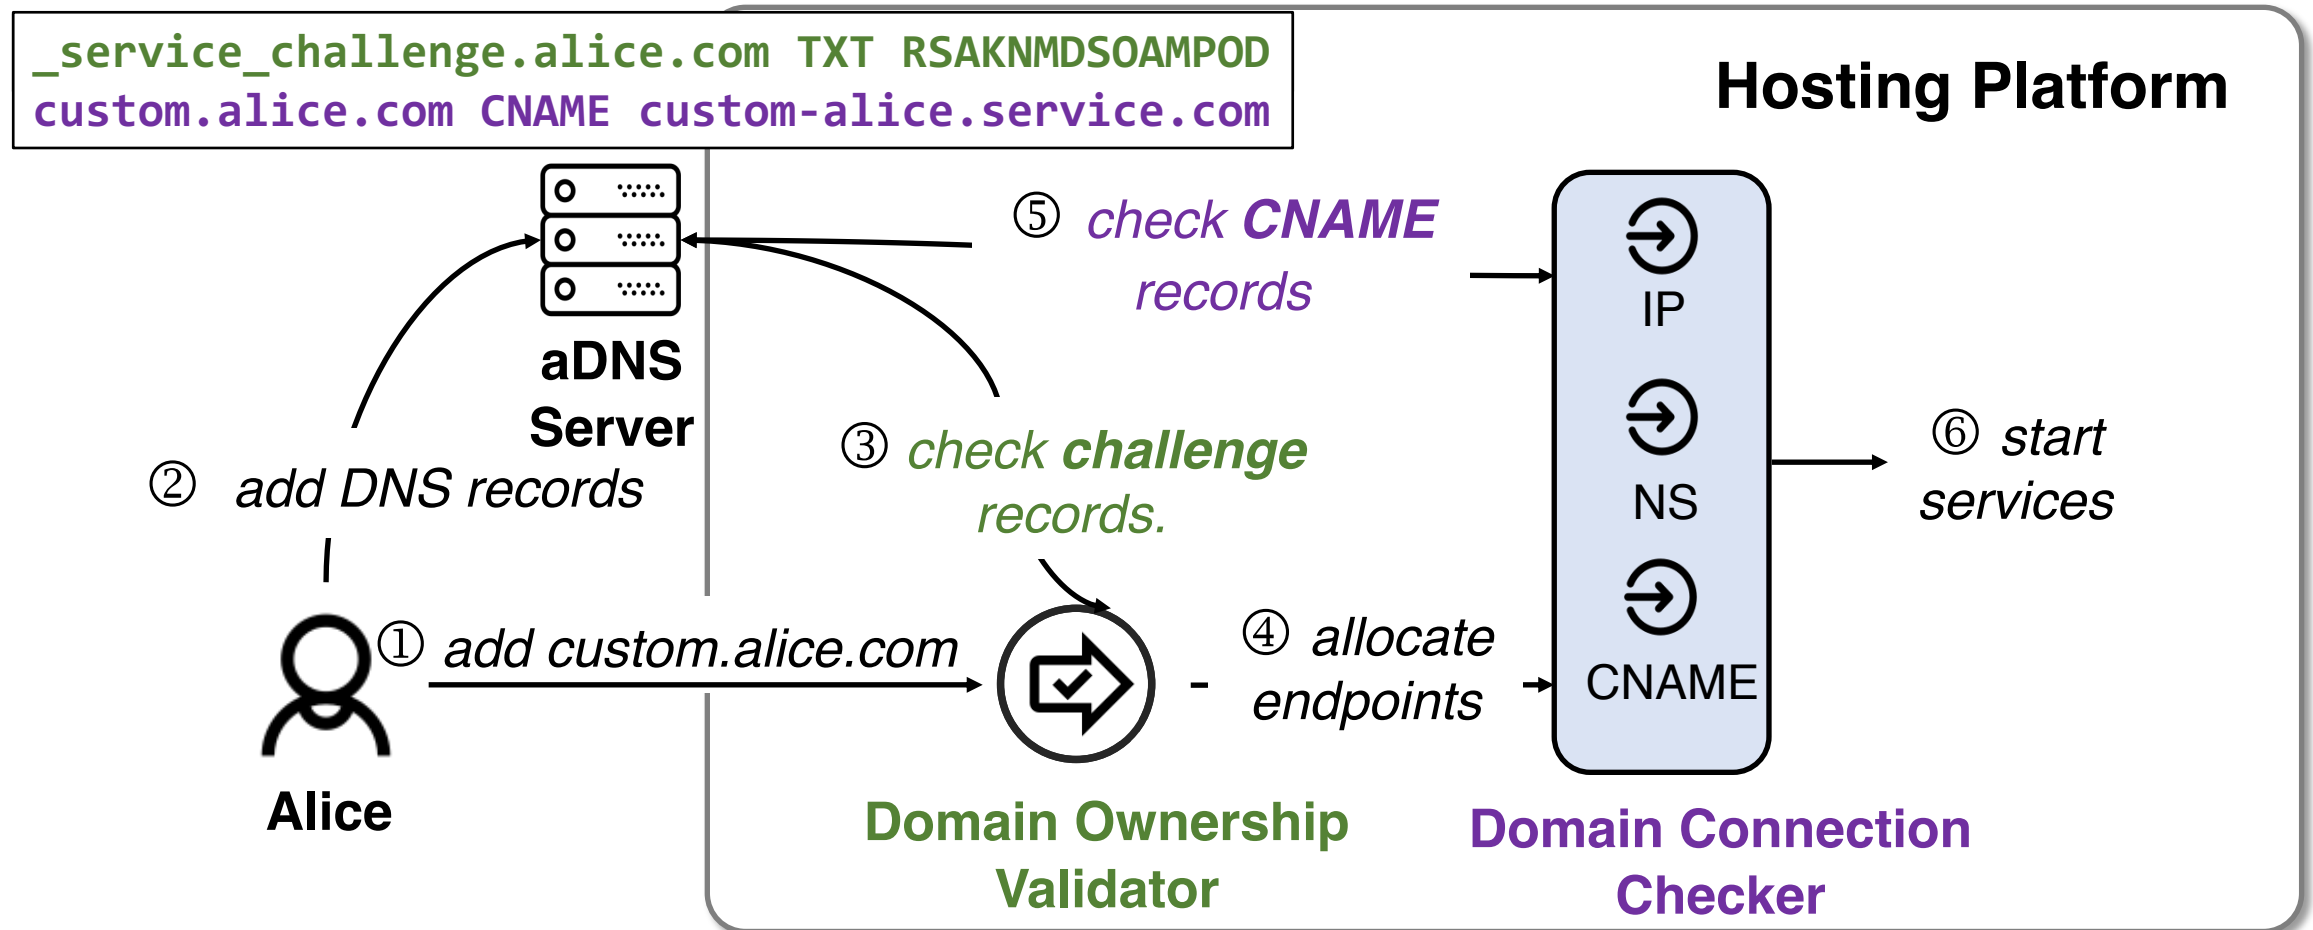 _service_challenge.alice.com TXT RSAKNMDSOAMPOD
custom.alice.com CNAME custom-alice.service.com
Hosting Platform
⑤ check CNAME
records
IP
aDNS
Server
③ check challenge
records.
② add DNS records
NS
⑥ start
services
① add custom.alice.com
④ allocate
endpoints
CNAME
Alice
Domain Ownership
Validator
Domain Connection
Checker